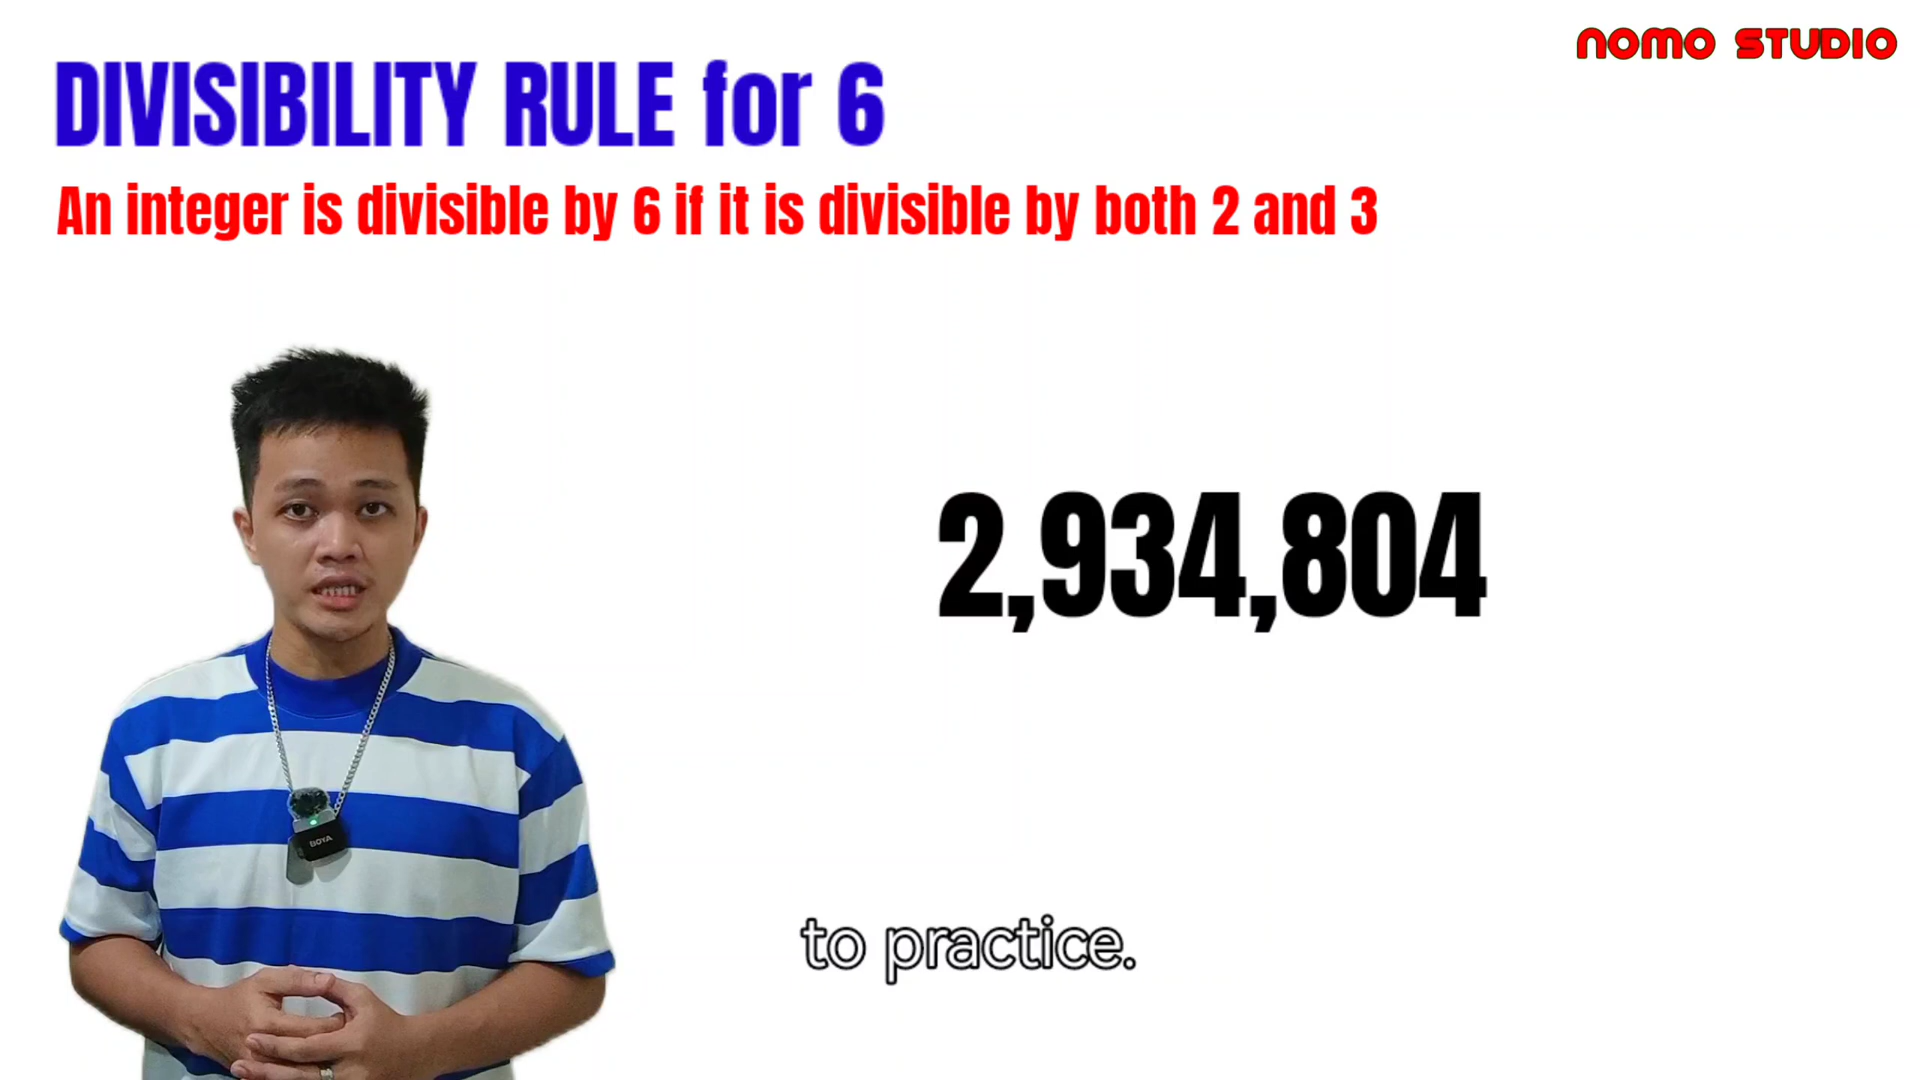 NOMO STUDIO
DIVISIBILITY RULE for 6
An integer is divisible by 6 if it is divisible by both 2 and 3
2,934,804
BOYA
to practice.